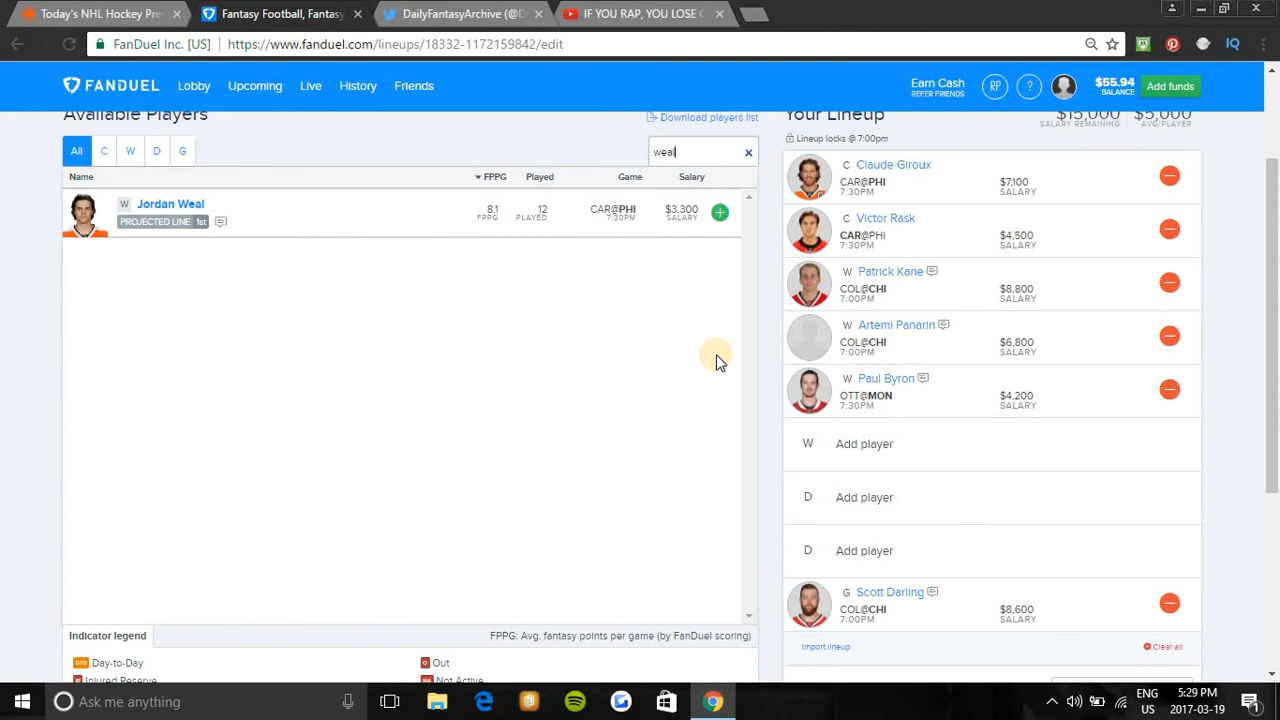 Today's NHL Hockey Pre
Fantasy Football, Fantasy
DailyFantasyArchive (@D
IF YOU RAP, YOU LOSE C
FanDuel Inc. [US] https://www.fanduel.com/lineups/18332-1172159842/edit
FANDUEL
Lobby
Upcoming
Live
History
Friends
Earn Cash
REFER FRIENDS
RP
?
$55.94
BALANCE
Add funds
Available Players
Download players list
Your Lineup
$15,000
SALARY REMAINING
$5,000
AVG/PLAYER
Lineup locks @ 7:00pm
All C W D G
weal
Name FPPG Played Game Salary
W Jordan Weal
PROJECTED LINE 1st
8.1
FPPG
12
PLAYED
CAR@PHI
7:30PM
$3,300
SALARY
C Claude Giroux
CAR@PHI
7:30PM
$7,100
SALARY
C Victor Rask
CAR@PHI
7:30PM
$4,500
SALARY
W Patrick Kane
COL@CHI
7:00PM
$8,800
SALARY
W Artemi Panarin
COL@CHI
7:00PM
$6,800
SALARY
W Paul Byron
OTT@MON
7:30PM
$4,200
SALARY
W Add player
D Add player
D Add player
G Scott Darling
COL@CHI
7:00PM
$8,600
SALARY
Import lineup
Clear all
Indicator legend
FPPG: Avg. fantasy points per game (by FanDuel scoring)
DTD Day-to-Day
O Out
IR Injured Reserve
NA Not Active
Ask me anything
ENG
US
5:29 PM
2017-03-19